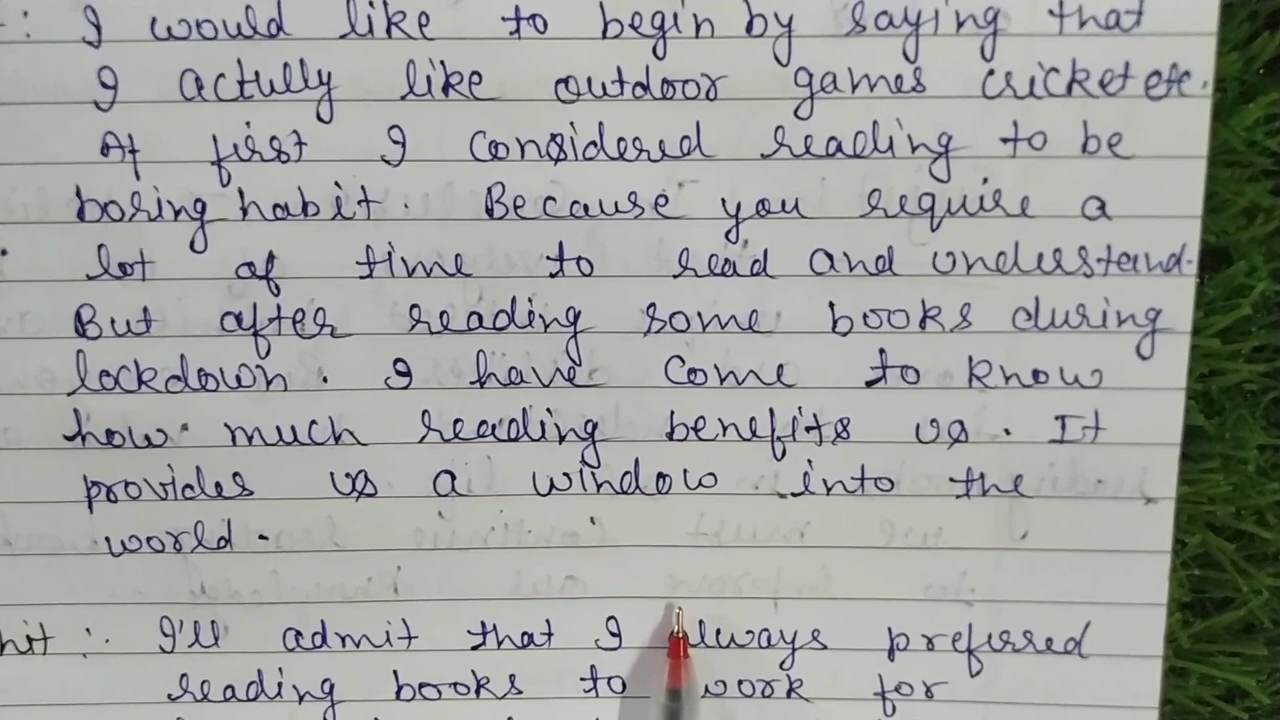 -: I would like to begin by saying that
I actully like outdoor games cricket etc.
At first I considered reading to be
boring habit. Because you require a
lot of time to read and understand.
But after reading some books during
lockdown. I have come to know
how much reading benefits us. It
provides us a window into the
world.
hit :. I'll admit that I always preferred
reading books to work for